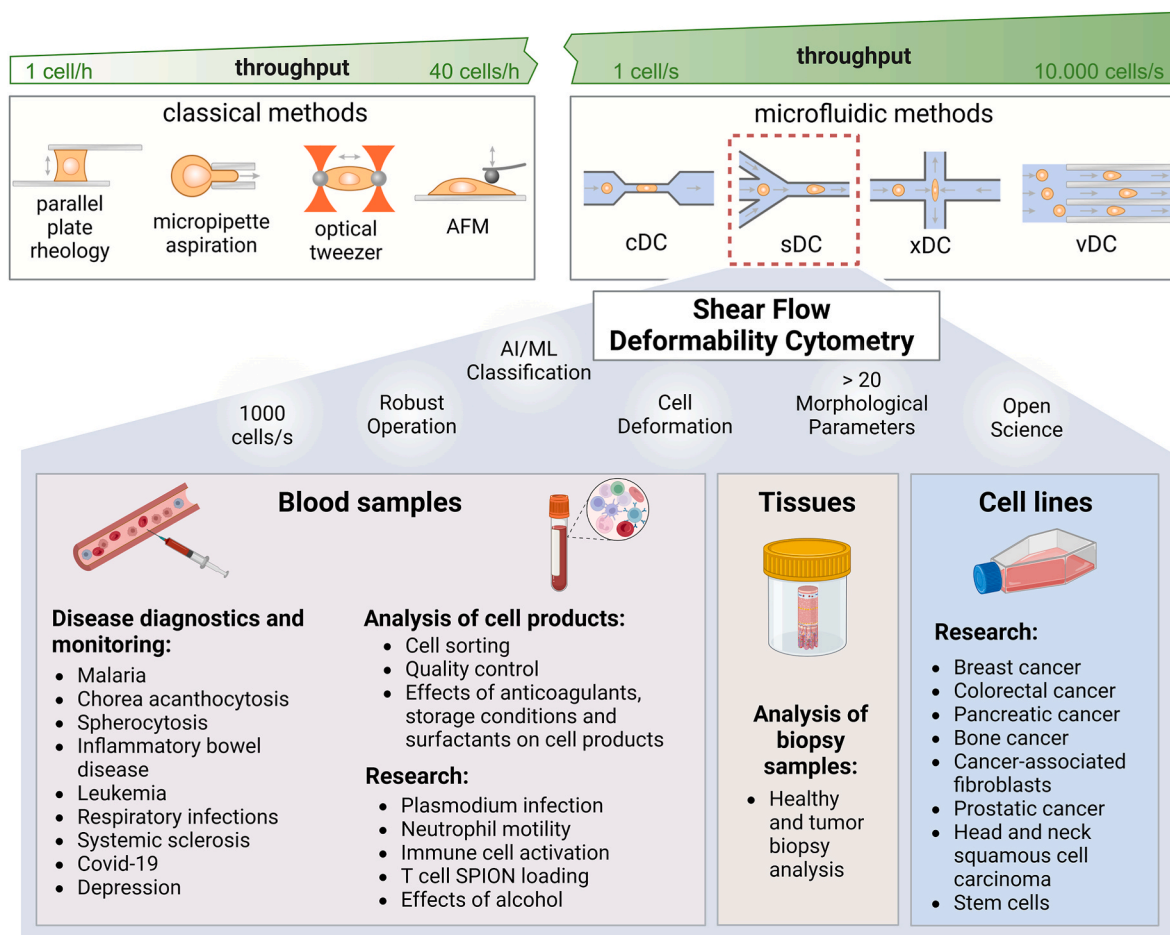 1 cell/h
throughput
40 cells/h
1 cell/s
throughput
10.000 cells/s
classical methods
parallel
plate
rheology
micropipette
aspiration
optical
tweezer
AFM
microfluidic methods
cDC
sDC
xDC
vDC
Shear Flow
Deformability Cytometry
1000
cells/s
Robust
Operation
AI/ML
Classification
Cell
Deformation
> 20
Morphological
Parameters
Open
Science
Blood samples
Disease diagnostics and
monitoring:
• Malaria
• Chorea acanthocytosis
• Spherocytosis
• Inflammatory bowel
disease
• Leukemia
• Respiratory infections
• Systemic sclerosis
• Covid-19
• Depression
Analysis of cell products:
• Cell sorting
• Quality control
• Effects of anticoagulants,
storage conditions and
surfactants on cell products
Research:
• Plasmodium infection
• Neutrophil motility
• Immune cell activation
• T cell SPION loading
• Effects of alcohol
Tissues
Analysis of
biopsy
samples:
• Healthy
and tumor
biopsy
analysis
Cell lines
Research:
• Breast cancer
• Colorectal cancer
• Pancreatic cancer
• Bone cancer
• Cancer-associated
fibroblasts
• Prostatic cancer
• Head and neck
squamous cell
carcinoma
• Stem cells